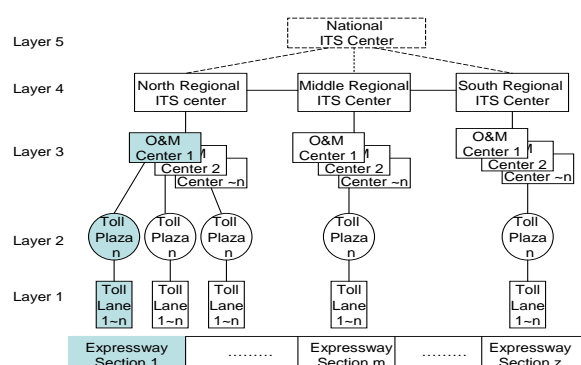 National
ITS Center
Layer 5
Layer 4
North Regional
ITS center
Middle Regional
ITS Center
South Regional
ITS Center
Layer 3
O&M
Center 1
M
Center 2
Center ~n
O&M
Center 1
M
Center 2
Center ~n
O&M
Center 1
M
Center 2
Center ~n
Layer 2
Toll
Plaza
n
Toll
Plaza
n
Toll
Plaza
n
Toll
Plaza
n
Toll
Plaza
n
Layer 1
Toll
Lane
1~n
Toll
Lane
1~n
Toll
Lane
1~n
Toll
Lane
1~n
Toll
Lane
1~n
Expressway
Section 1
.........
Expressway
Section m
.........
Expressway
Section z